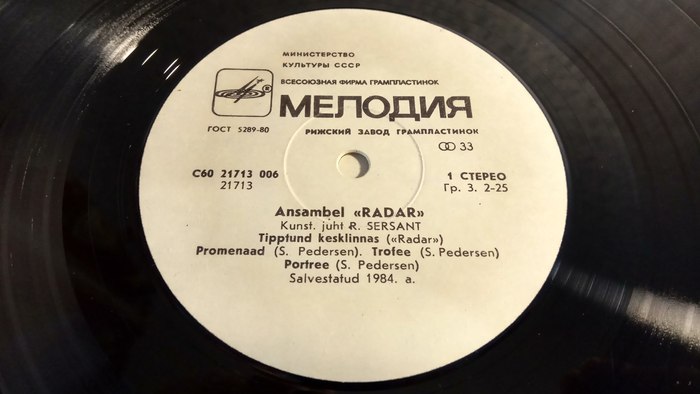 МИНИСТЕРСТВО
КУЛЬТУРЫ СССР
ВСЕСОЮЗНАЯ ФИРМА ГРАМПЛАСТИНОК
МЕЛОДИЯ
ГОСТ 5289-80
РИЖСКИЙ ЗАВОД ГРАМПЛАСТИНОК
33
С60 21713 006
1 СТЕРЕО
21713
Гр. 3. 2-25
Ansambel «RADAR»
Kunst. juht R. SERSANT
Tipptund kesklinnas («Radar»)
Promenaad (S. Pedersen). Trofee (S. Pedersen)
Portree (S. Pedersen)
Salvestatud 1984. a.